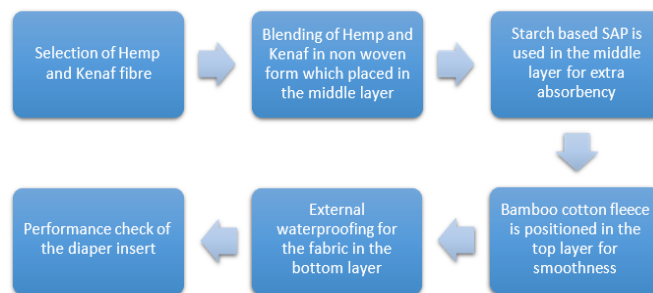 Selection of Hemp
and Kenaf fibre
Blending of Hemp and
Kenaf in non woven
form which placed in
the middle layer
Starch based SAP is
used in the middle
layer for extra
absorbency
Bamboo cotton fleece
is positioned in the
top layer for
smoothness
External
waterproofing for
the fabric in the
bottom layer
Performance check of
the diaper insert